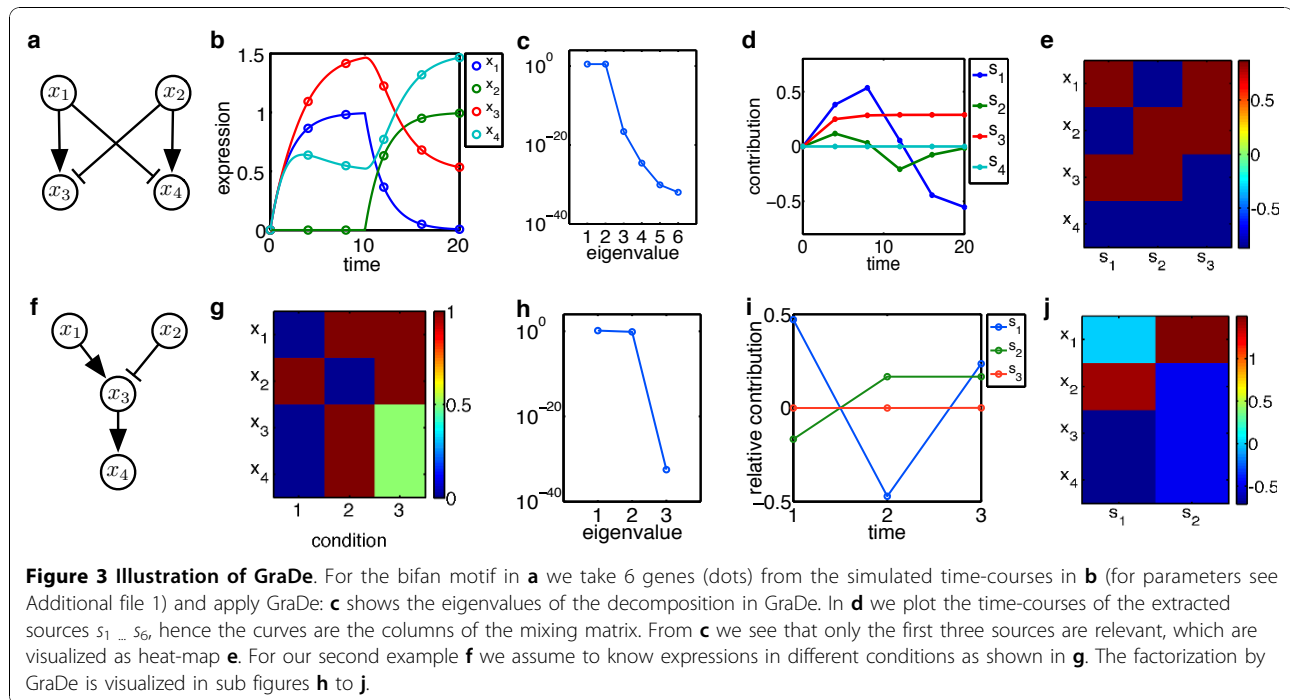 a
x₁
x₂
x₃
x₄
b
expression
1.5
1
0.5
0
0
10
20
time
x₁
x₂
x₃
x₄
c
10⁰
10⁻²⁰
10⁻⁴⁰
1 2 3 4 5 6
eigenvalue
d
contribution
0.5
0
−0.5
0
10
20
time
s₁
s₂
s₃
s₄
e
x₁
x₂
x₃
x₄
s₁
s₂
s₃
0.5
0
-0.5
f
x₁
x₂
x₃
x₄
g
x₁
x₂
x₃
x₄
1
2
3
condition
1
0.5
0
h
10⁰
10⁻²⁰
10⁻⁴⁰
1 2 3
eigenvalue
i
relative contribution
0.5
0
−0.5
1
2
3
time
s₁
s₂
s₃
j
x₁
x₂
x₃
x₄
s₁
s₂
1
0.5
0
-0.5
Figure 3 Illustration of GraDe. For the bifan motif in a we take 6 genes (dots) from the simulated time-courses in b (for parameters see
Additional file 1) and apply GraDe: c shows the eigenvalues of the decomposition in GraDe. In d we plot the time-courses of the extracted
sources s₁ ... s₆, hence the curves are the columns of the mixing matrix. From c we see that only the first three sources are relevant, which are
visualized as heat-map e. For our second example f we assume to know expressions in different conditions as shown in g. The factorization by
GraDe is visualized in sub figures h to j.